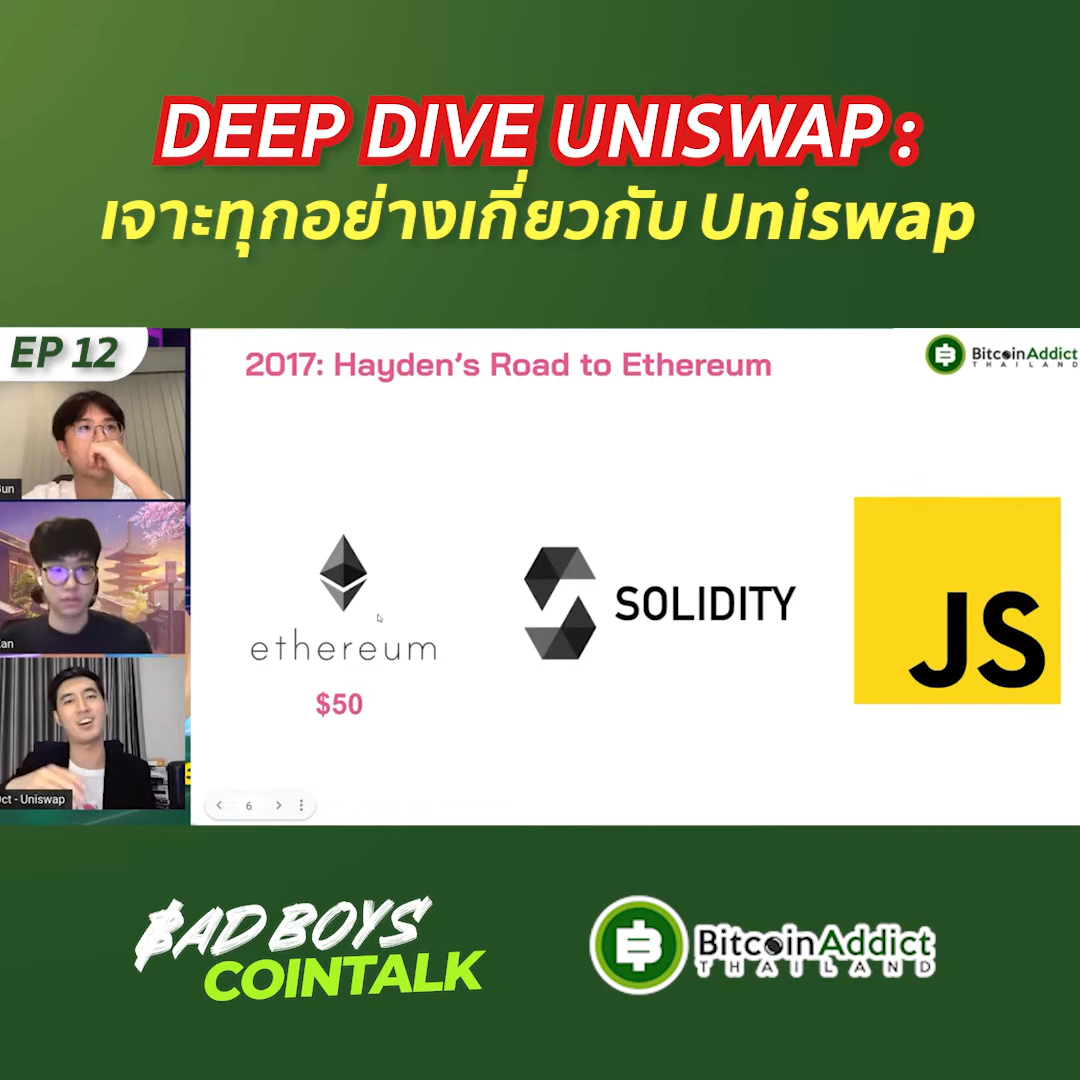 DEEP DIVE UNISWAP :
เจาะทุกอย่างเกี่ยวกับ Uniswap
EP 12
2017: Hayden's Road to Ethereum
BitcoinAddict
THAILAND
ethereum
$50
SOLIDITY
JS
Oct - Uniswap
6
BAD BOYS
COINTALK
BitcoinAddict
THAILAND